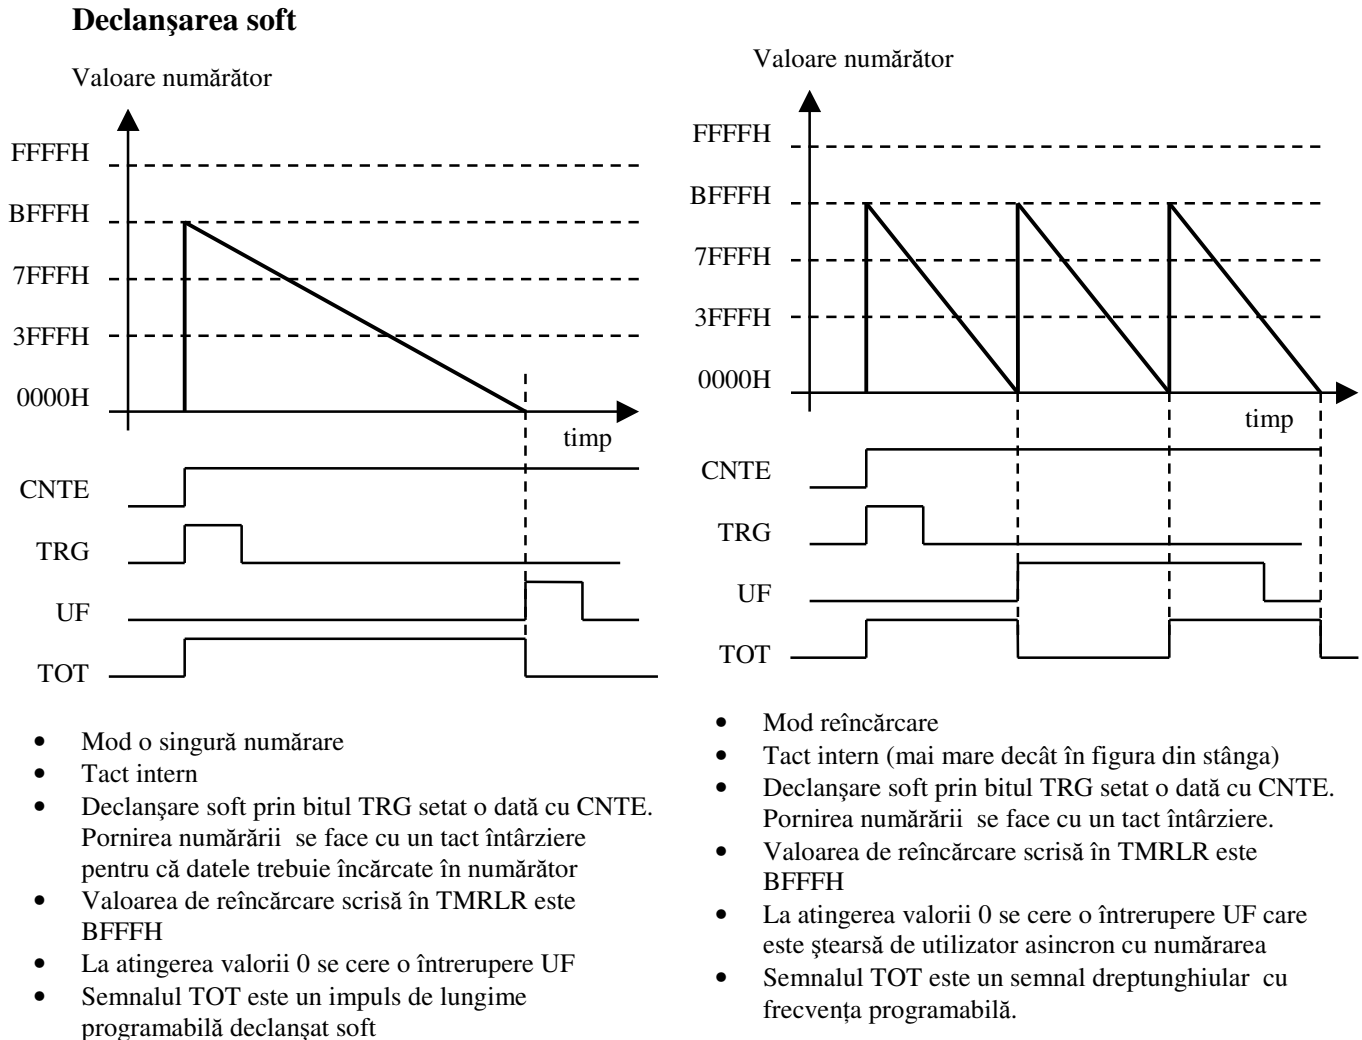 Declanşarea soft
Valoare numărător
FFFFH
BFFFH
7FFFH
3FFFH
0000H
timp
CNTE
TRG
UF
TOT
• Mod o singură numărare
• Tact intern
• Declanşare soft prin bitul TRG setat o dată cu CNTE.
Pornirea numărării se face cu un tact întârziere
pentru că datele trebuie încărcate în numărător
• Valoarea de reîncărcare scrisă în TMRLR este
BFFFH
• La atingerea valorii 0 se cere o întrerupere UF
• Semnalul TOT este un impuls de lungime
programabilă declanşat soft
Valoare numărător
FFFFH
BFFFH
7FFFH
3FFFH
0000H
timp
CNTE
TRG
UF
TOT
• Mod reîncărcare
• Tact intern (mai mare decât în figura din stânga)
• Declanşare soft prin bitul TRG setat o dată cu CNTE.
Pornirea numărării se face cu un tact întârziere.
• Valoarea de reîncărcare scrisă în TMRLR este
BFFFH
• La atingerea valorii 0 se cere o întrerupere UF care
este ştearsă de utilizator asincron cu numărarea
• Semnalul TOT este un semnal dreptunghiular cu
frecvenţa programabilă.